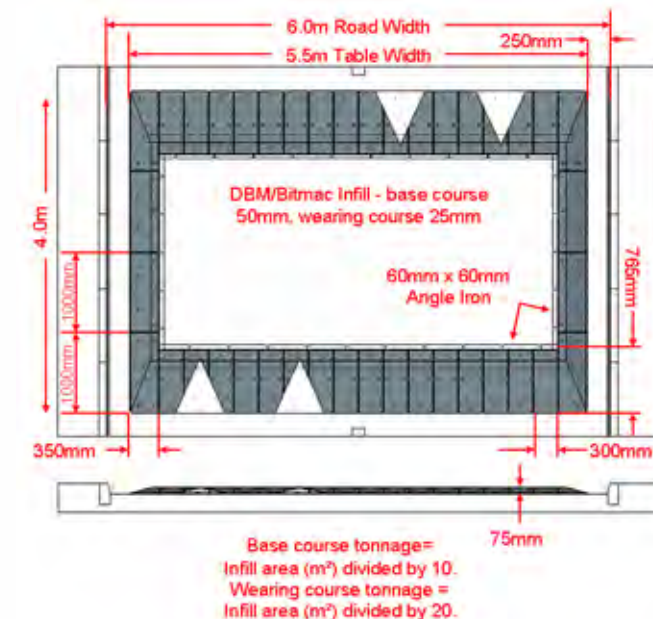 6.0m Road Width
250mm
5.5m Table Width
DBM/Bitmac Infill - base course
50mm, wearing course 25mm
4.0m
60mm x 60mm
Angle Iron
765mm
1000mm
1000mm
350mm
300mm
75mm
Base course tonnage=
Infill area (m²) divided by 10.
Wearing course tonnage =
Infill area (m²) divided by 20.